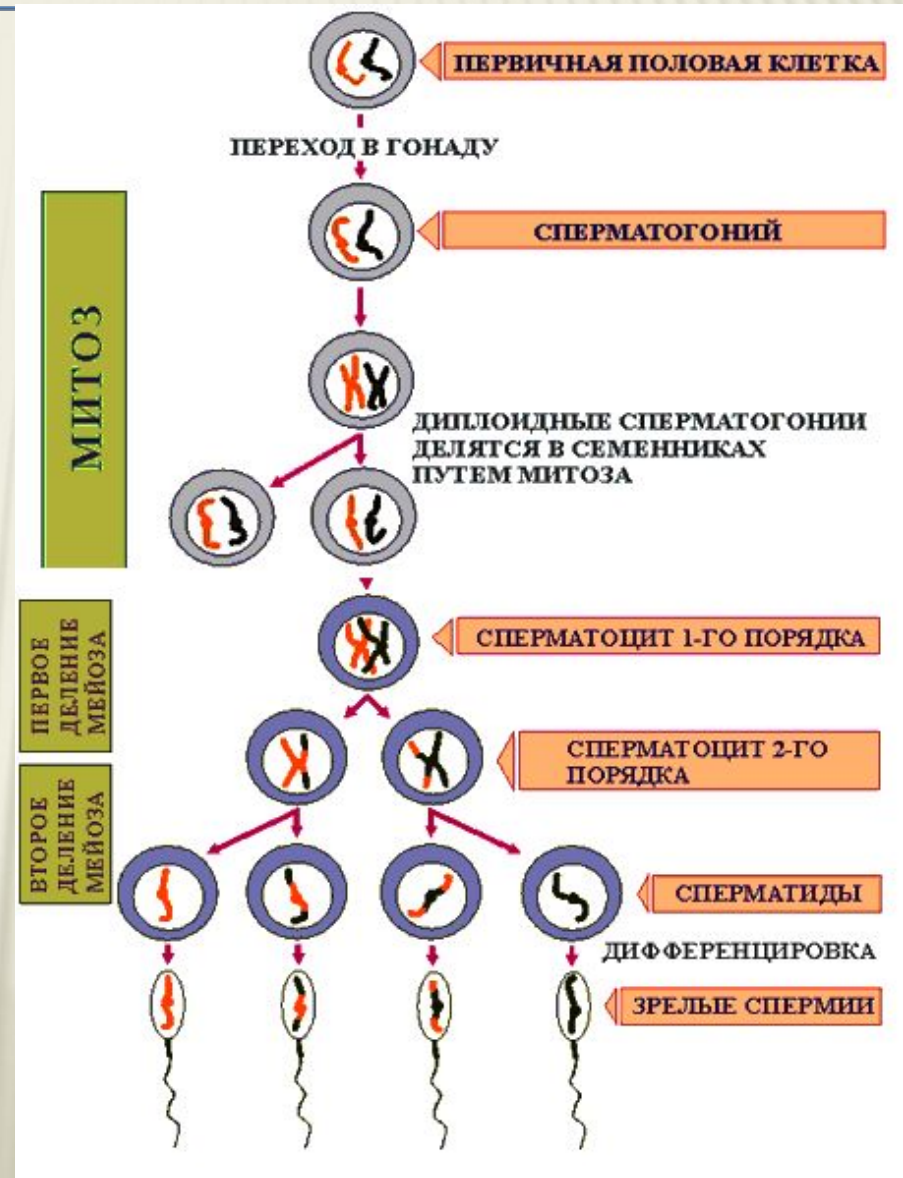 ПЕРВИЧНАЯ ПОЛОВАЯ КЛЕТКА
ПЕРЕХОД В ГОНАДУ
СПЕРМАТОГОНИЙ
МИТОЗ
ДИПЛОИДНЫЕ СПЕРМАТОГОНИИ
ДЕЛЯТСЯ В СЕМЕННИКАХ
ПУТЕМ МИТОЗА
ПЕРВОЕ
ДЕЛЕНИЕ
МЕЙОЗА
СПЕРМАТОЦИТ 1-ГО ПОРЯДКА
СПЕРМАТОЦИТ 2-ГО
ПОРЯДКА
ВТОРОЕ
ДЕЛЕНИЕ
МЕЙОЗА
СПЕРМАТИДЫ
ДИФФЕРЕНЦИРОВКА
ЗРЕЛЫЕ СПЕРМИИ